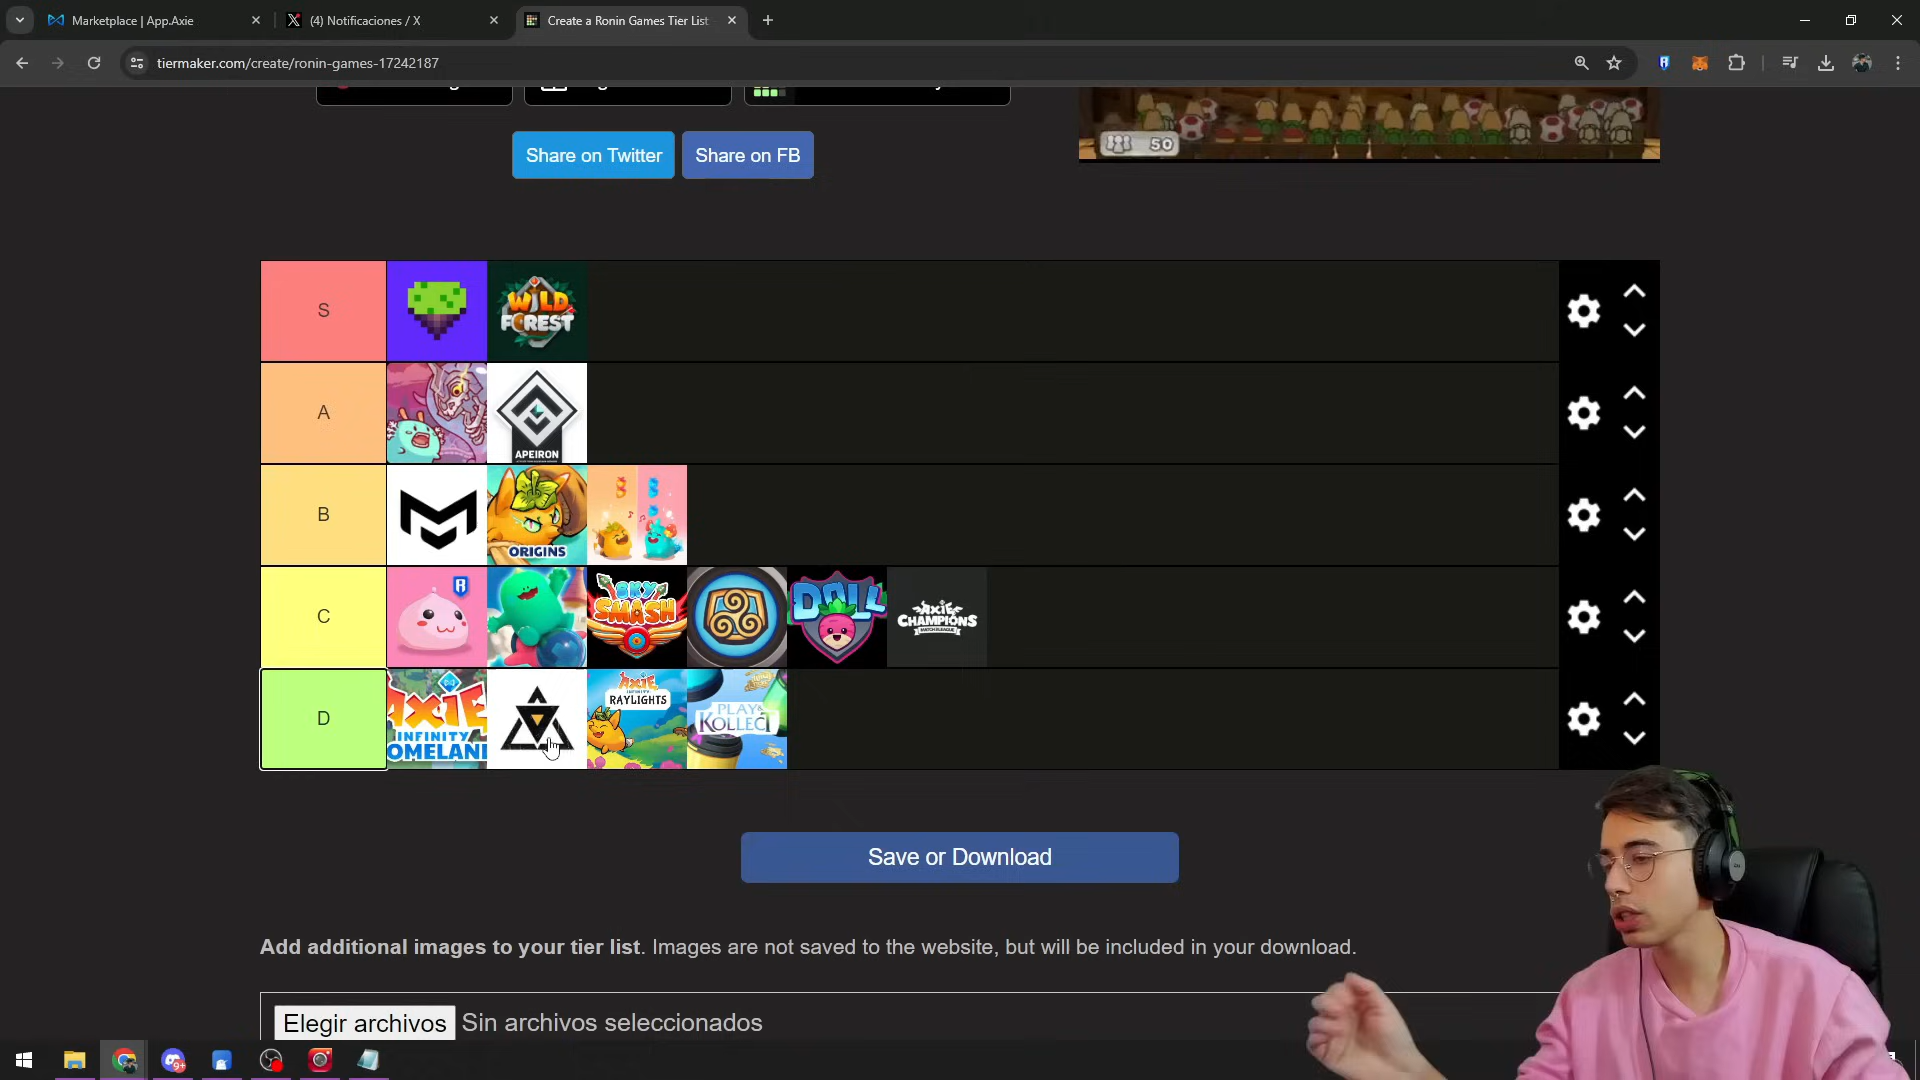 Marketplace | App.Axie
(4) Notificaciones / X
Create a Ronin Games Tier List
tiermaker.com/create/ronin-games-17242187
50
Share on Twitter
Share on FB
S
WILD
FOREST
A
APEIRON
B
ORIGINS
C
R
SKY
SMASH
DOLL
AXIE
CHAMPIONS
D
AXIE
INFINITY
HOMELAND
AXIE
INFINITY
RAYLIGHTS
PLAY
KOLLECT
Save or Download
Add additional images to your tier list. Images are not saved to the website, but will be included in your download.
Elegir archivos Sin archivos seleccionados
9+